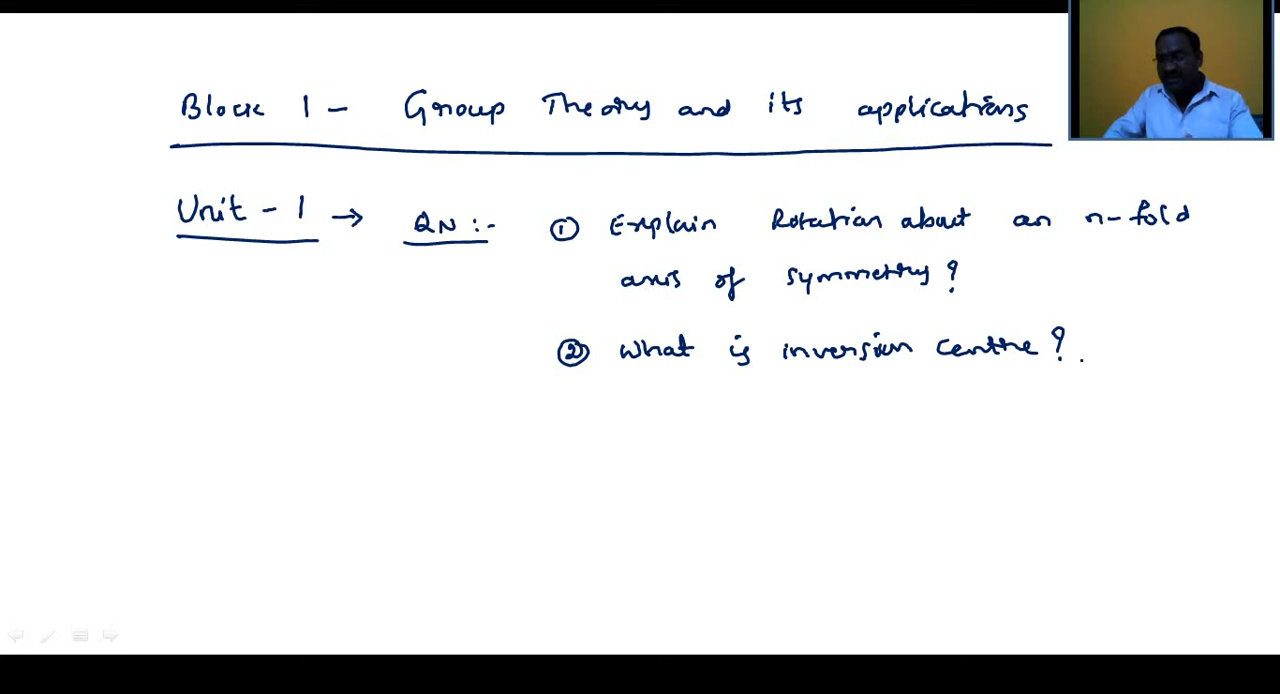 Block 1 - Group Theory and its applications
Unit - 1 → QN :- ① Explain Rotation about an n-fold
axis of symmetry?
② What is inversion centre?